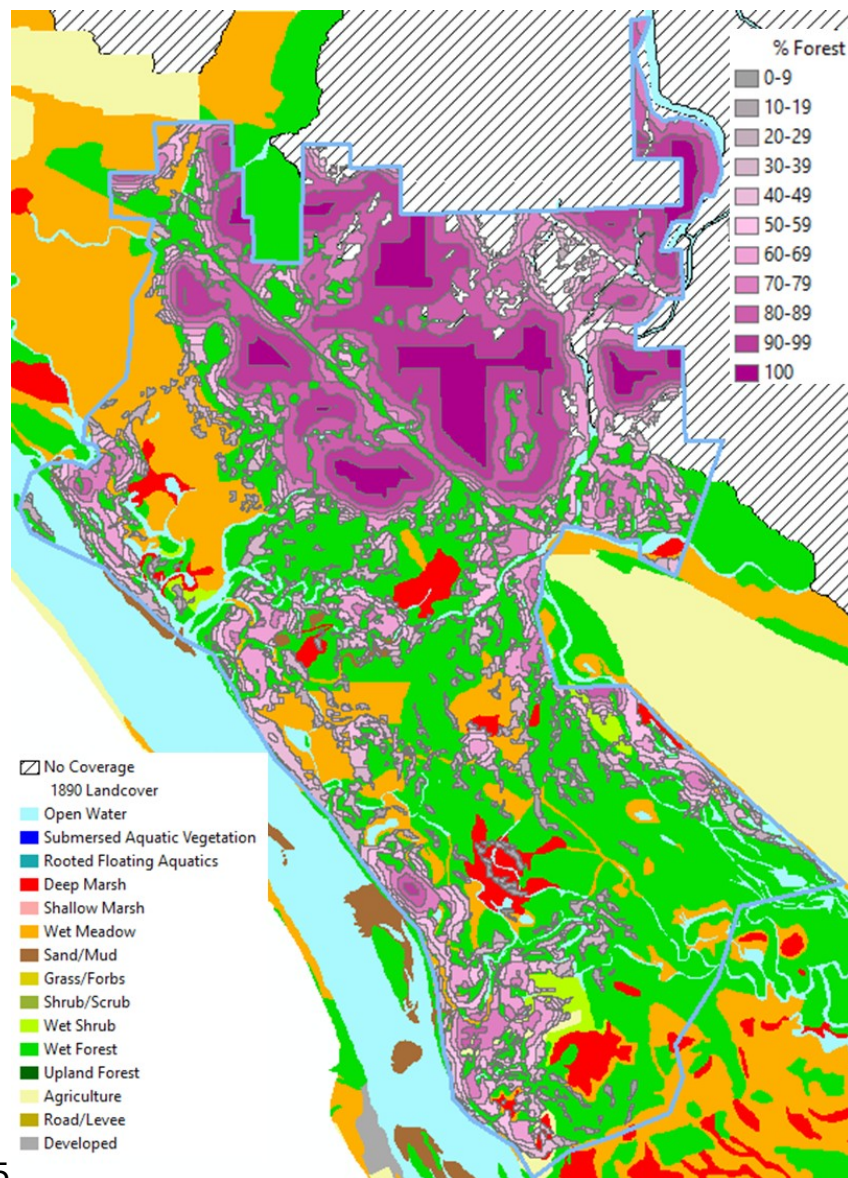 % Forest
0-9
10-19
20-29
30-39
40-49
50-59
60-69
70-79
80-89
90-99
100
No Coverage
1890 Landcover
Open Water
Submersed Aquatic Vegetation
Rooted Floating Aquatics
Deep Marsh
Shallow Marsh
Wet Meadow
Sand/Mud
Grass/Forbs
Shrub/Scrub
Wet Shrub
Wet Forest
Upland Forest
Agriculture
Road/Levee
Developed